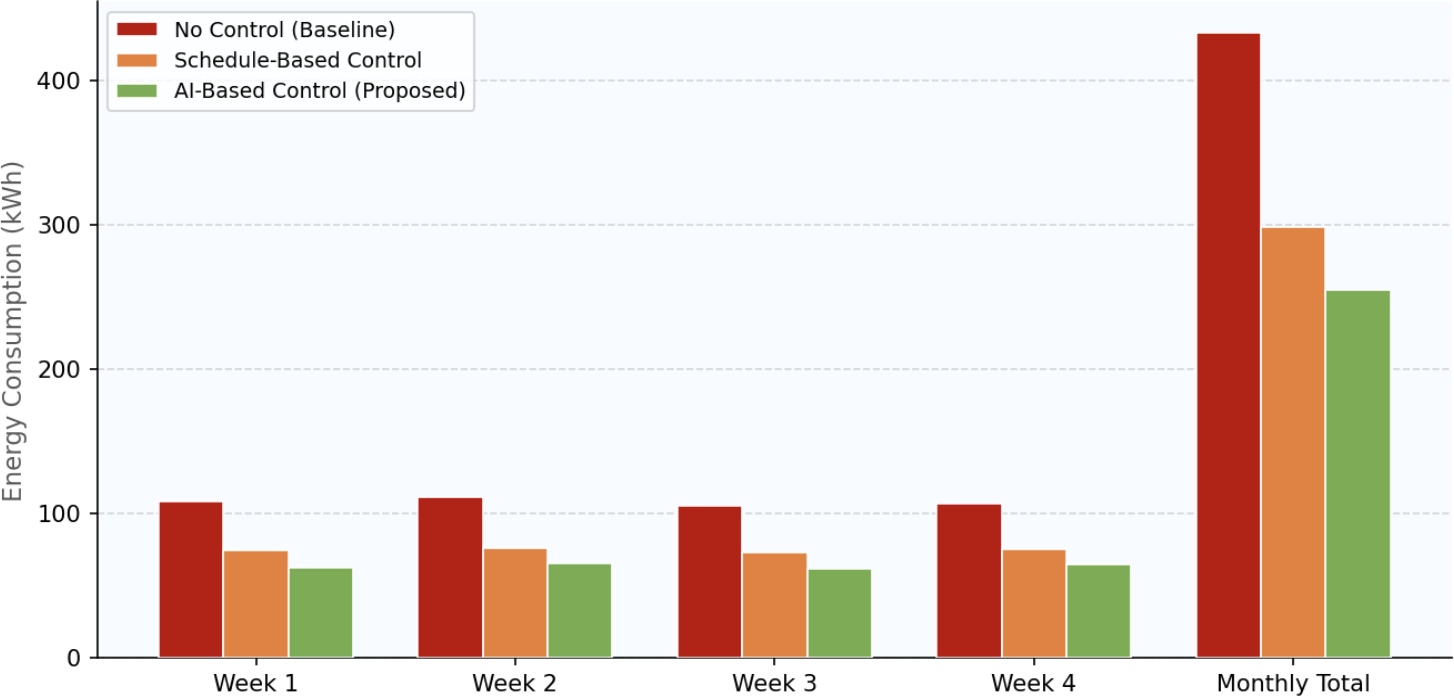 No Control (Baseline)
Schedule-Based Control
AI-Based Control (Proposed)
Energy Consumption (kWh)
400
300
200
100
0
Week 1
Week 2
Week 3
Week 4
Monthly Total